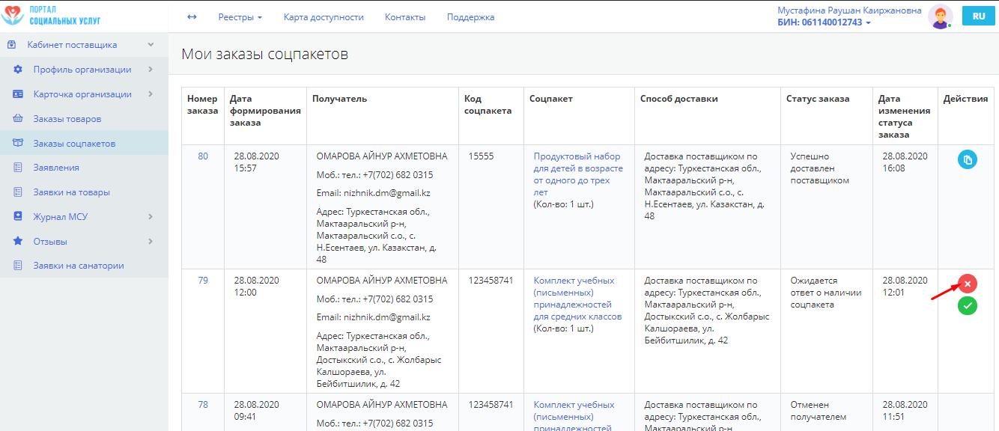 ПОРТАЛ
СОЦИАЛЬНЫХ УСЛУГ
Реестры
Карта доступности
Контакты
Поддержка
Мустафина Раушан Каиржановна
БИН: 061140012743
RU
Кабинет поставщика
Профиль организации
Карточка организации
Заказы товаров
Заказы соцпакетов
Заявления
Заявки на товары
Журнал МСУ
Отзывы
Заявки на санатории
Мои заказы соцпакетов
Номер
заказа
Дата
формирования
заказа
Получатель
Код
соцпакета
Соцпакет
Способ доставки
Статус заказа
Дата
изменения
статуса
заказа
Действия
80
28.08.2020
15:57
ОМАРОВА АЙНУР АХМЕТОВНА
Моб.: тел.: +7(702) 682 0315
Email: nizhnik.dm@gmail.kz
Адрес: Туркестанская обл.,
Мактааральский р-н,
Мактааральский с.о., с.
Н.Есентаев, ул. Казакстан, д.
48
15555
Продуктовый набор
для детей в возрасте
от одного до трех
лет
(Кол-во: 1 шт.)
Доставка поставщиком по
адресу: Туркестанская обл.,
Мактааральский р-н,
Мактааральский с.о., с.
Н.Есентаев, ул. Казакстан, д.
48
Успешно
доставлен
поставщиком
28.08.2020
16:08
79
28.08.2020
12:00
ОМАРОВА АЙНУР АХМЕТОВНА
Моб.: тел.: +7(702) 682 0315
Email: nizhnik.dm@gmail.kz
Адрес: Туркестанская обл.,
Мактааральский р-н,
Достыкский с.о., с. Жолбарыс
Калшораева, ул.
Бейбитшилик, д. 42
123458741
Комплект учебных
(письменных)
принадлежностей
для средних классов
(Кол-во: 1 шт.)
Доставка поставщиком по
адресу: Туркестанская обл.,
Мактааральский р-н,
Достыкский с.о., с. Жолбарыс
Калшораева, ул.
Бейбитшилик, д. 42
Ожидается
ответ о наличии
соцпакета
28.08.2020
12:01
78
28.08.2020
09:41
ОМАРОВА АЙНУР АХМЕТОВНА
Моб.: тел.: +7(702) 682 0315
123458741
Комплект учебных
(письменных)
принадлежностей
Доставка поставщиком по
адресу: Туркестанская обл.,
Мактааральский р-н,
Отменен
получателем
28.08.2020
11:51